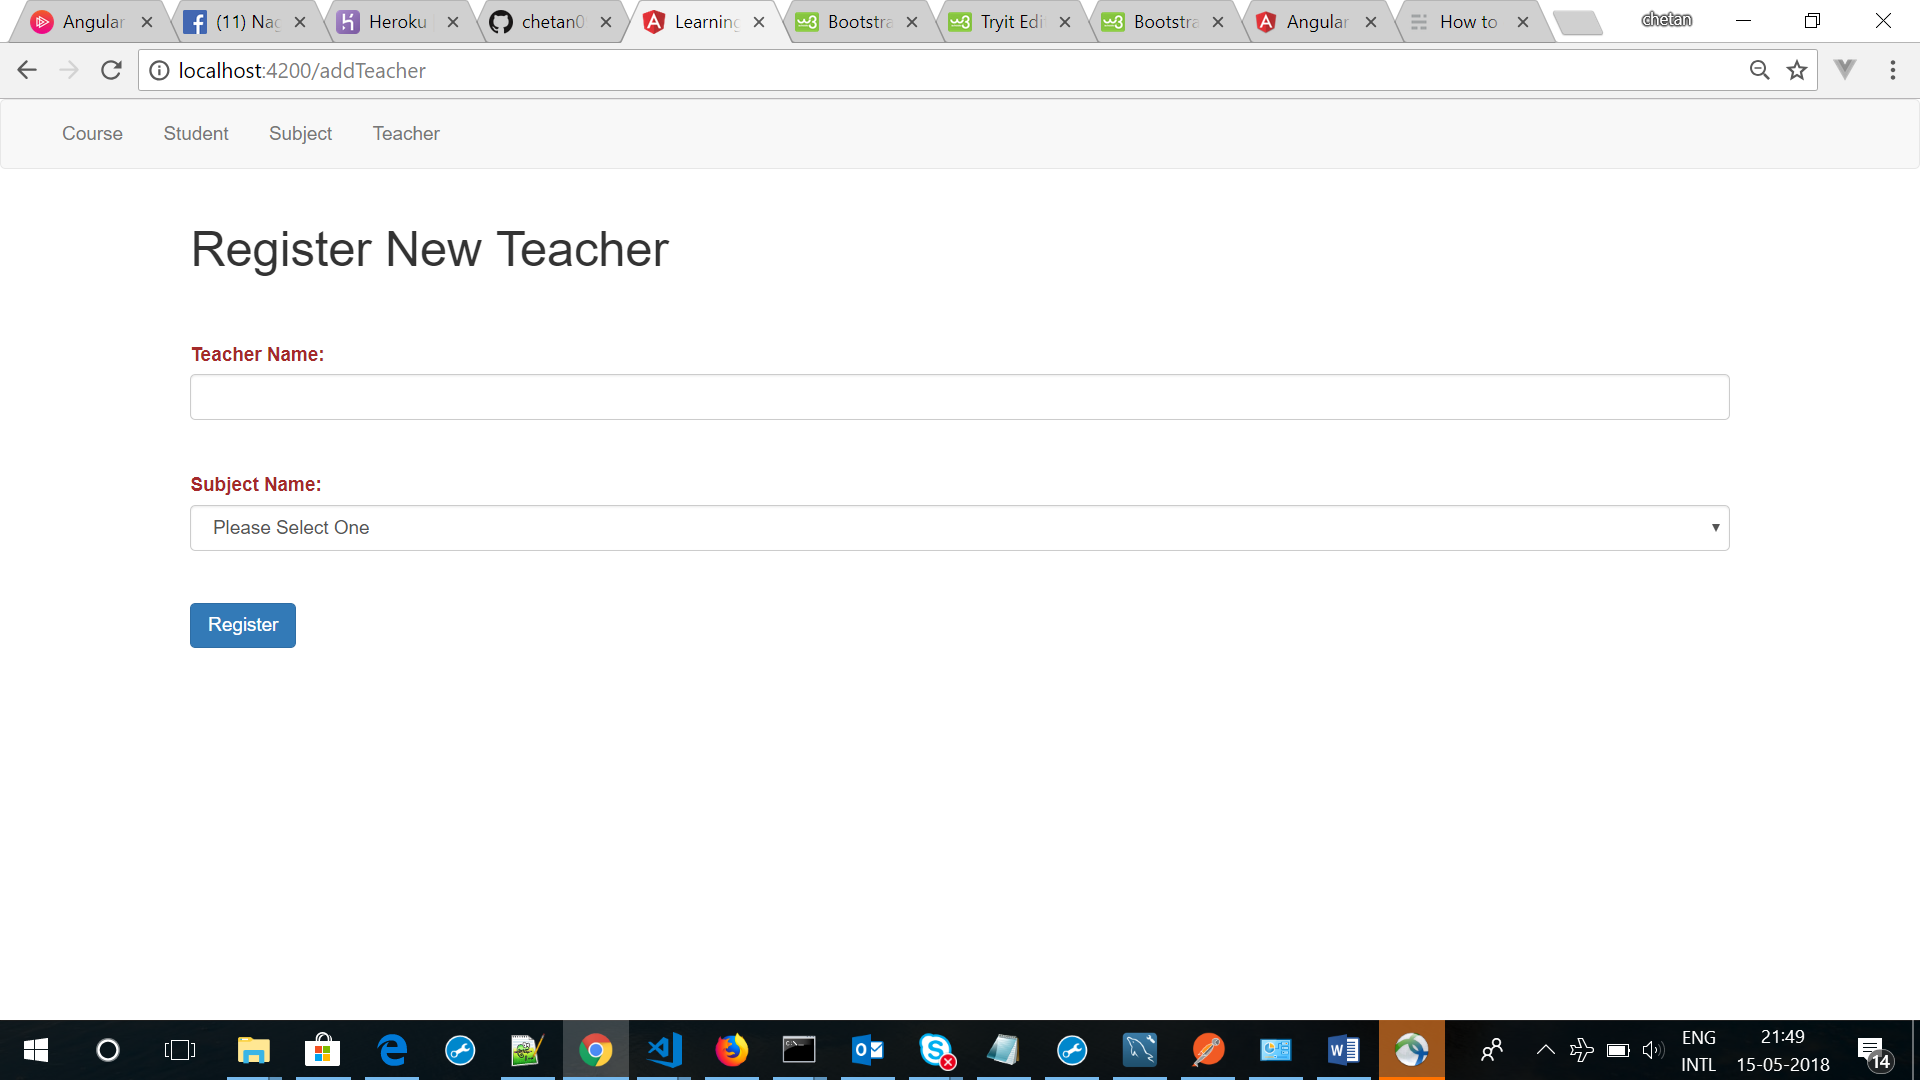 Angular
(11) Nag
Heroku
chetan0
Learning
Bootstra
Tryit Edi
Bootstra
Angular
How to
chetan
localhost:4200/addTeacher
Course
Student
Subject
Teacher
Register New Teacher
Teacher Name:
Subject Name:
Please Select One
Register
ENG
INTL
21:49
15-05-2018
14